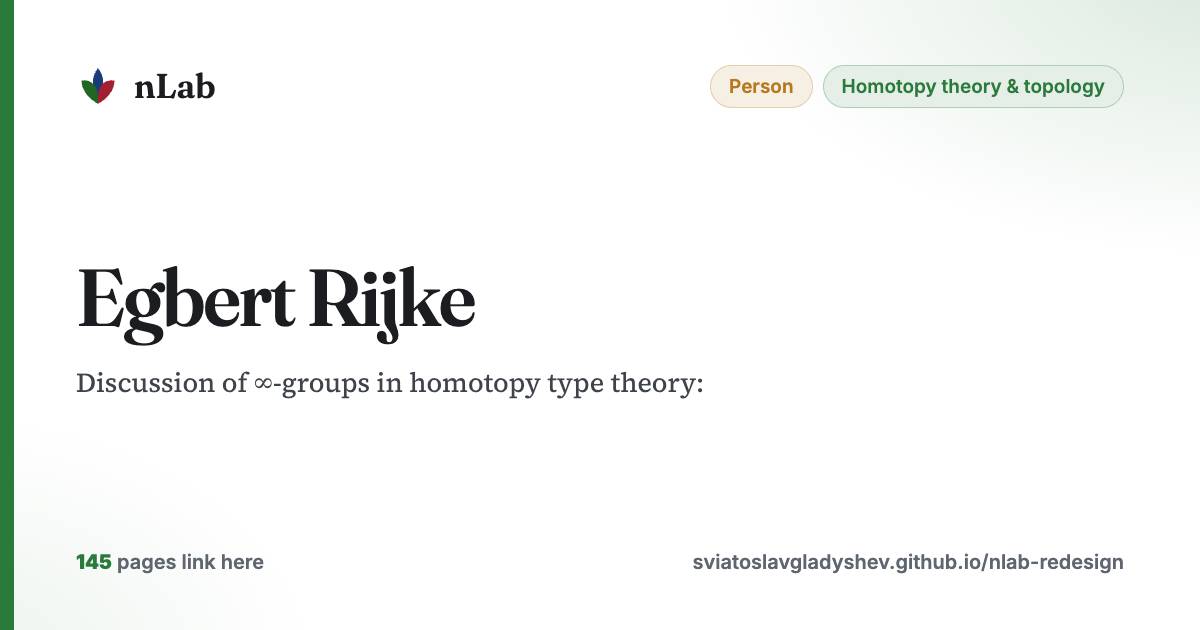 nLab
Person
Homotopy theory & topology
Egbert Rijke
Discussion of ∞-groups in homotopy type theory:
145 pages link here
sviatoslavgladyshev.github.io/nlab-redesign